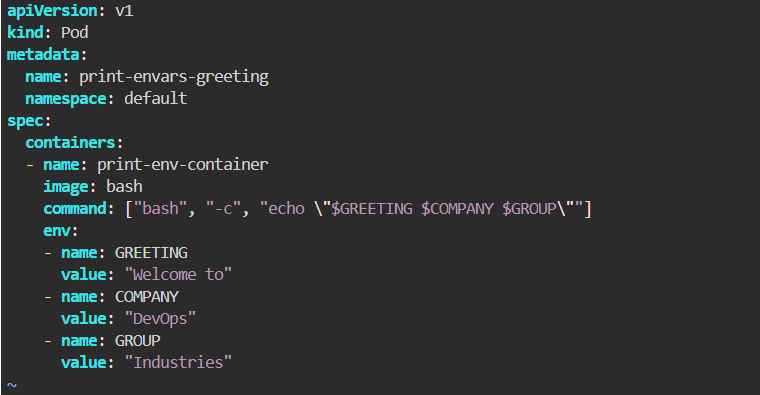 apiVersion: v1
kind: Pod
metadata:
  name: print-envars-greeting
  namespace: default
spec:
  containers:
  - name: print-env-container
    image: bash
    command: ["bash", "-c", "echo \"$GREETING $COMPANY $GROUP\""]
    env:
    - name: GREETING
      value: "Welcome to"
    - name: COMPANY
      value: "DevOps"
    - name: GROUP
      value: "Industries"
~